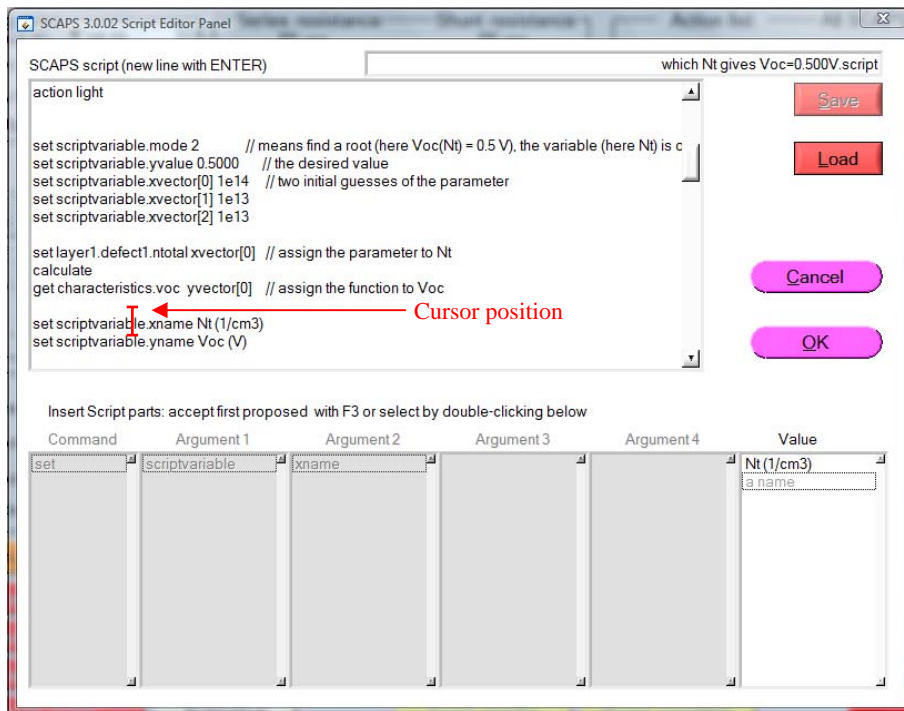 SCAPS 3.0.02 Script Editor Panel
SCAPS script (new line with ENTER)
which Nt gives Voc=0.500V.script
action light
set scriptvariable.mode 2 // means find a root (here Voc(Nt) = 0.5 V), the variable (here Nt) is c
set scriptvariable.yvalue 0.5000 // the desired value
set scriptvariable.xvector[0] 1e14 // two initial guesses of the parameter
set scriptvariable.xvector[1] 1e13
set scriptvariable.xvector[2] 1e13
set layer1.defect1.ntotal xvector[0] // assign the parameter to Nt
calculate
get characteristics.voc yvector[0] // assign the function to Voc
set scriptvariable.xname Nt (1/cm3)
set scriptvariable.yname Voc (V)
Cursor position
Save
Load
Cancel
OK
Insert Script parts: accept first proposed with F3 or select by double-clicking below
Command Argument 1 Argument 2 Argument 3 Argument 4 Value
set scriptvariable xname Nt (1/cm3)
a name